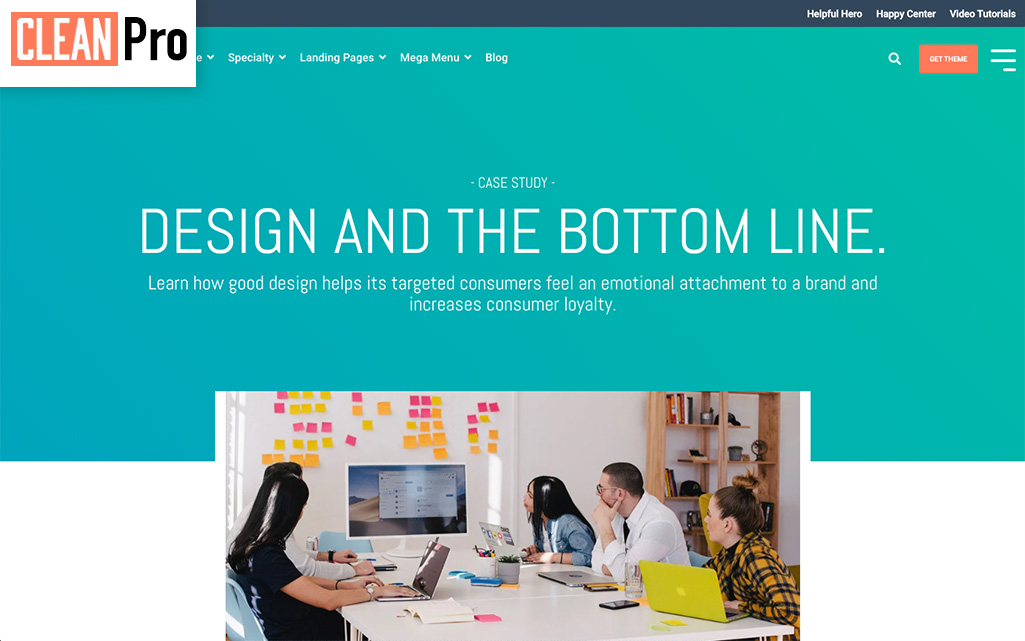 Helpful Hero Happy Center Video Tutorials
CLEAN Pro
e Specialty Landing Pages Mega Menu Blog
GET THEME
- CASE STUDY -
DESIGN AND THE BOTTOM LINE.
Learn how good design helps its targeted consumers feel an emotional attachment to a brand and
increases consumer loyalty.